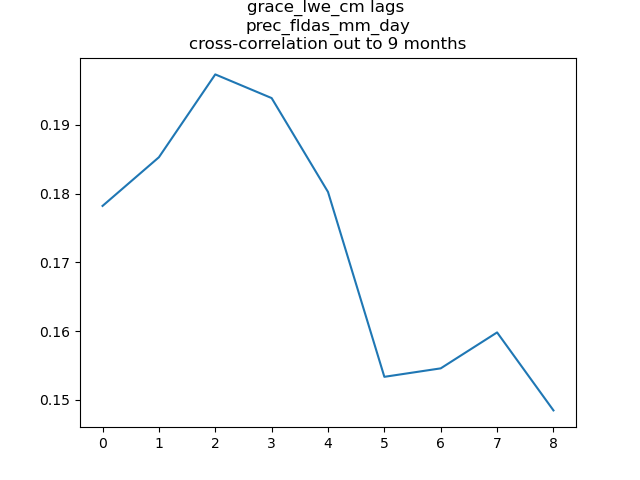 grace_lwe_cm lags
prec_fldas_mm_day
cross-correlation out to 9 months
0.19
0.18
0.17
0.16
0.15
0 1 2 3 4 5 6 7 8